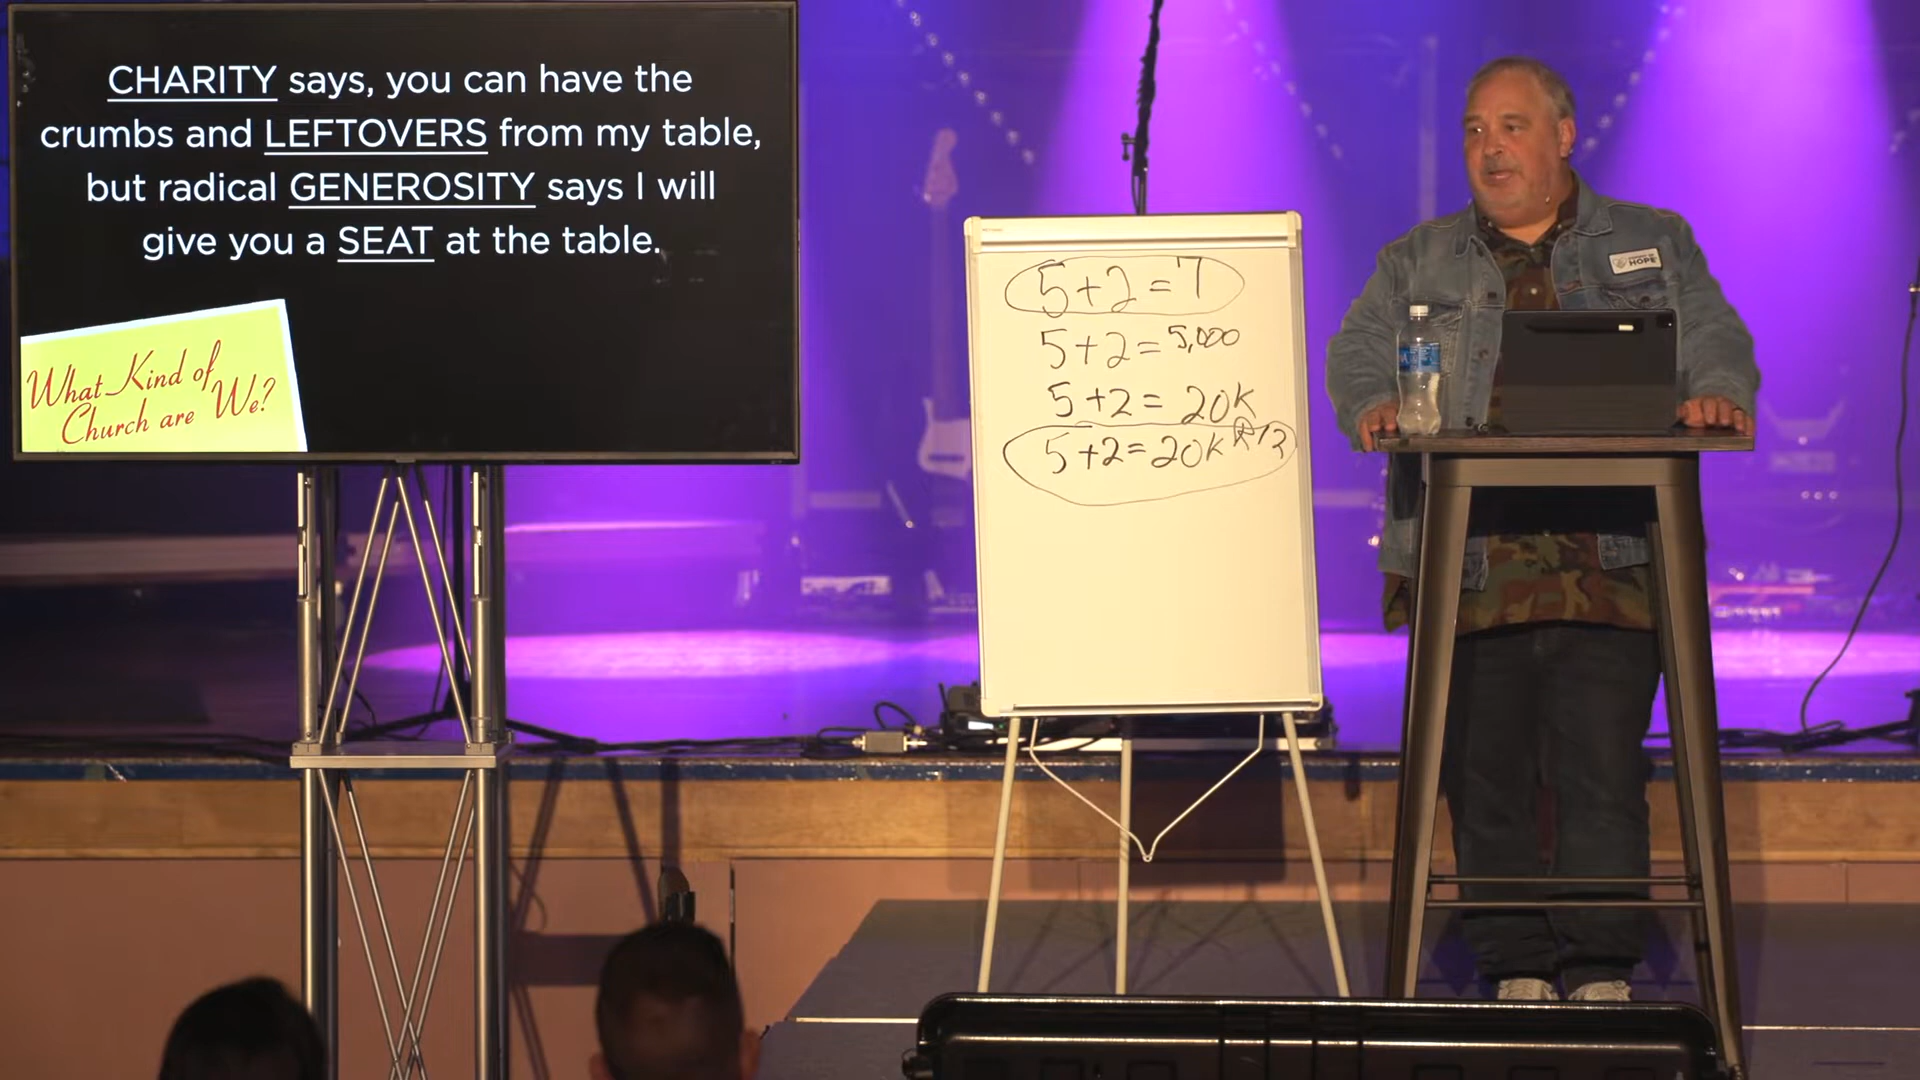 CHARITY says, you can have the
crumbs and LEFTOVERS from my table,
but radical GENEROSITY says I will
give you a SEAT at the table.
What Kind of
Church are We?
5+2=7
5+2=5,000
5+2=20k
5+2=20k
HOPE